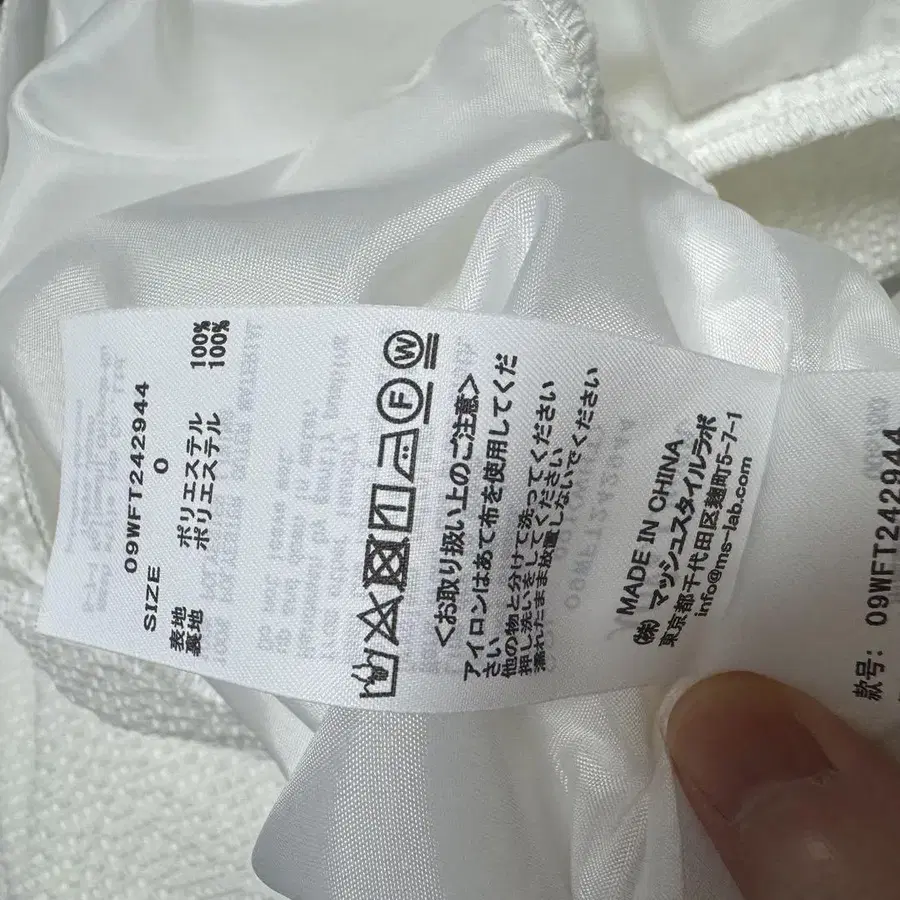 09WFT242944
SIZE 0
表地 ポリエステル 100%
裏地 ポリエステル 100%
F
W
<お取り扱い上のご注意>
アイロンはあて布を使用してくだ
さい
他の物と分けて洗ってください
押し洗いをしてください
濡れたまま放置しないでください
MADE IN CHINA
(株) マッシュスタイルラボ
東京都千代田区麹町5-7-1
info@ms-lab.com
款号: 09WFT242944